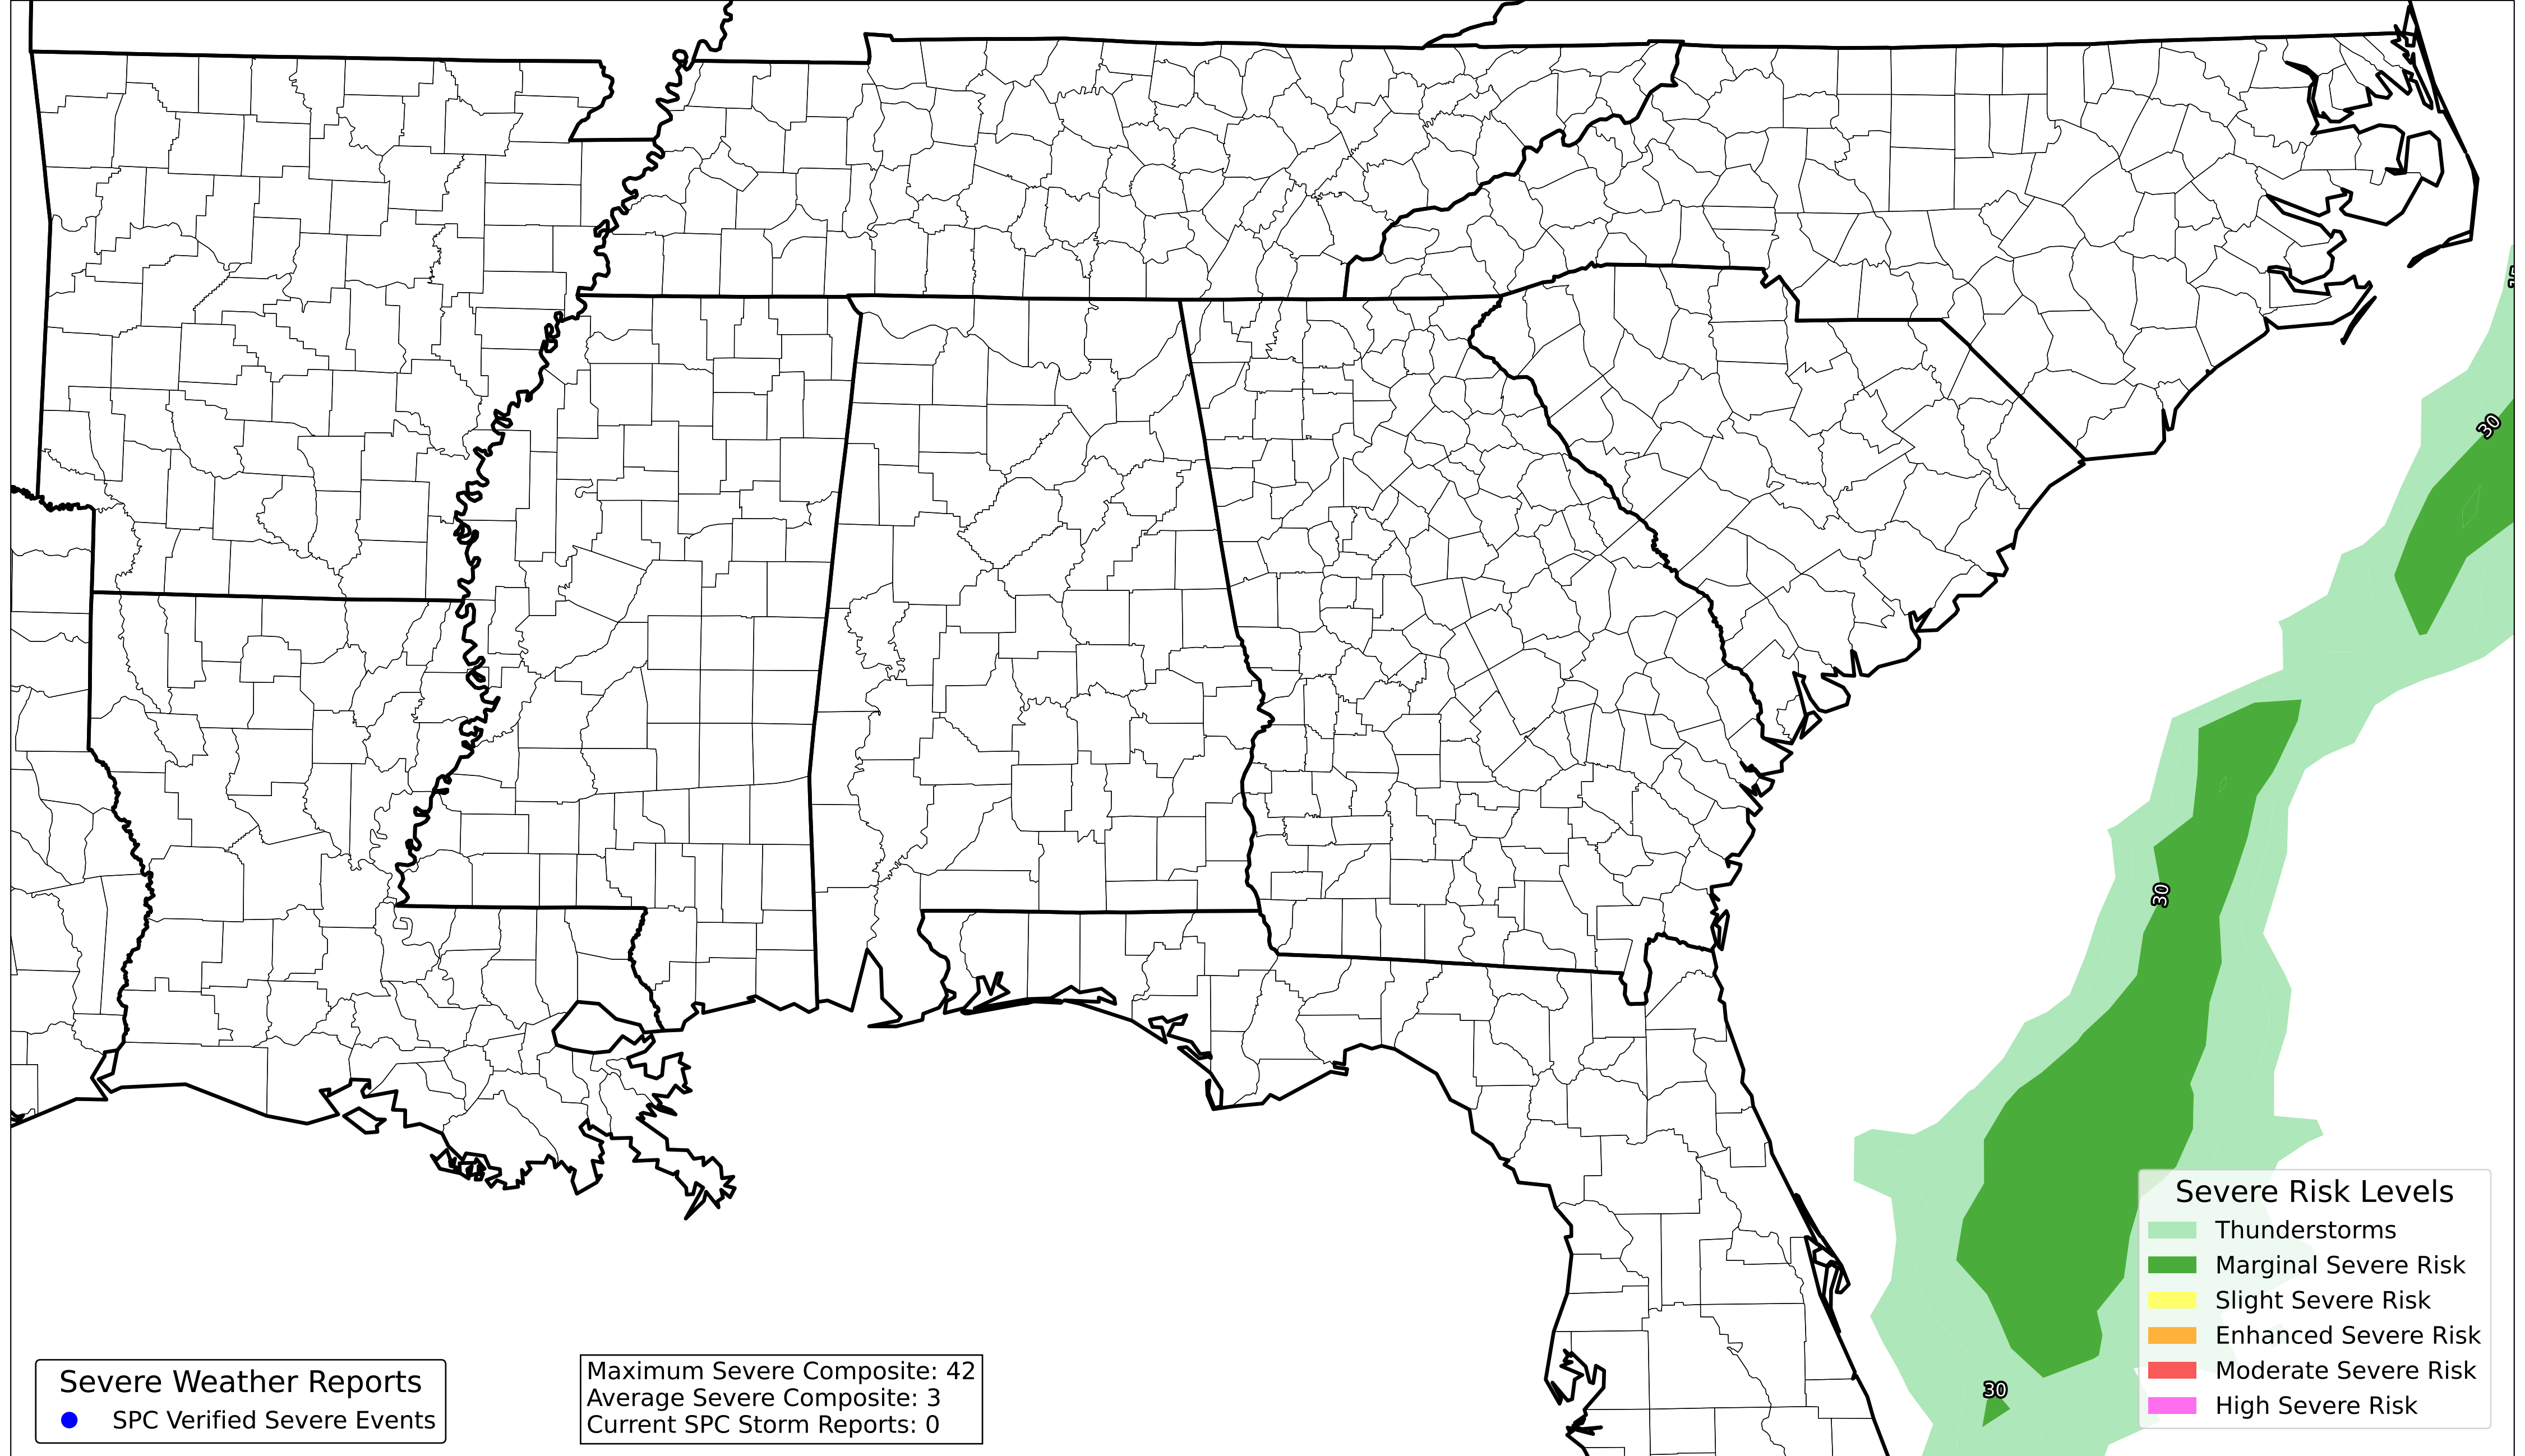 30
30
30
Severe Risk Levels
Thunderstorms
Marginal Severe Risk
Slight Severe Risk
Enhanced Severe Risk
Moderate Severe Risk
High Severe Risk
Severe Weather Reports
SPC Verified Severe Events
Maximum Severe Composite: 42
Average Severe Composite: 3
Current SPC Storm Reports: 0